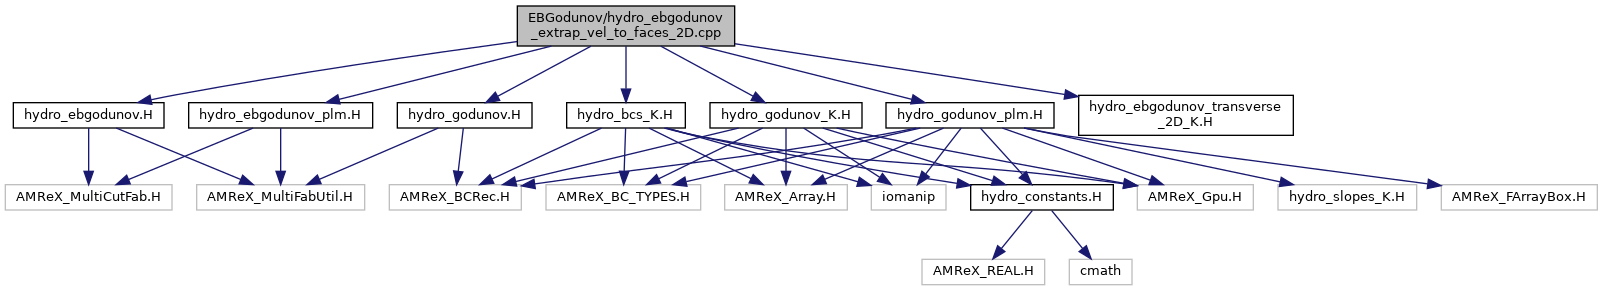 EBGodunov/hydro_ebgodunov
_extrap_vel_to_faces_2D.cpp
hydro_ebgodunov.H
hydro_ebgodunov_plm.H
hydro_godunov.H
hydro_bcs_K.H
hydro_godunov_K.H
hydro_godunov_plm.H
hydro_ebgodunov_transverse
_2D_K.H
AMReX_MultiCutFab.H
AMReX_MultiFabUtil.H
AMReX_BCRec.H
AMReX_BC_TYPES.H
AMReX_Array.H
iomanip
hydro_constants.H
AMReX_Gpu.H
hydro_slopes_K.H
AMReX_FArrayBox.H
AMReX_REAL.H
cmath